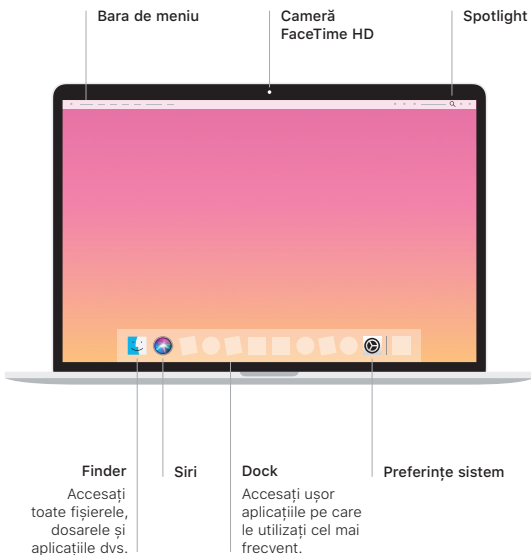 Bara de meniu
Cameră
FaceTime HD
Spotlight
Finder
Accesați
toate fișierele,
dosarele și
aplicațiile dvs.
Siri
Dock
Accesați ușor
aplicațiile pe care
le utilizați cel mai
frecvent.
Preferințe sistem